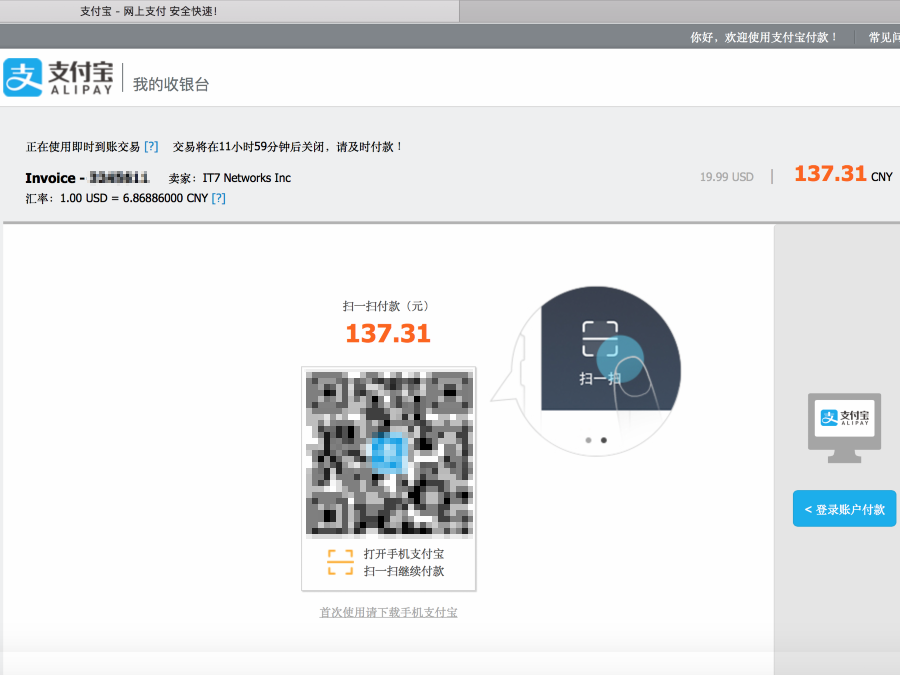 支付宝 - 网上支付 安全快速！
你好，欢迎使用支付宝付款！
常见问
支付宝
ALIPAY
我的收银台
正在使用即时到账交易 [?] 交易将在11小时59分钟后关闭，请及时付款！
Invoice - 卖家：IT7 Networks Inc
19.99 USD
137.31 CNY
汇率：1.00 USD = 6.86886000 CNY [?]
扫一扫付款（元）
137.31
扫一扫
支付宝
ALIPAY
< 登录账户付款
打开手机支付宝
扫一扫继续付款
首次使用请下载手机支付宝